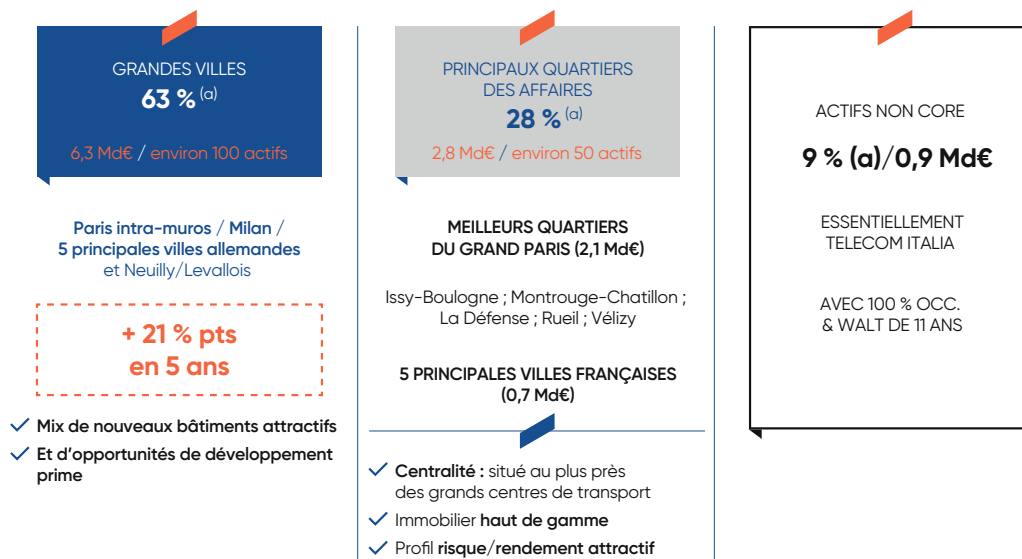 GRANDES VILLES
63 % (a)
6,3 Md€ / environ 100 actifs
Paris intra-muros / Milan /
5 principales villes allemandes
et Neuilly/Levallois
+ 21 % pts
en 5 ans
Mix de nouveaux bâtiments attractifs
Et d’opportunités de développement
prime
PRINCIPAUX QUARTIERS
DES AFFAIRES
28 % (a)
2,8 Md€ / environ 50 actifs
MEILLEURS QUARTIERS
DU GRAND PARIS (2,1 Md€)
Issy-Boulogne ; Montrouge-Chatillon ;
La Défense ; Rueil ; Vélizy
5 PRINCIPALES VILLES FRANÇAISES
(0,7 Md€)
Centralité : situé au plus près
des grands centres de transport
Immobilier haut de gamme
Profil risque/rendement attractif
ACTIFS NON CORE
9 % (a)/0,9 Md€
ESSENTIELLEMENT
TELECOM ITALIA
AVEC 100 % OCC.
& WALT DE 11 ANS